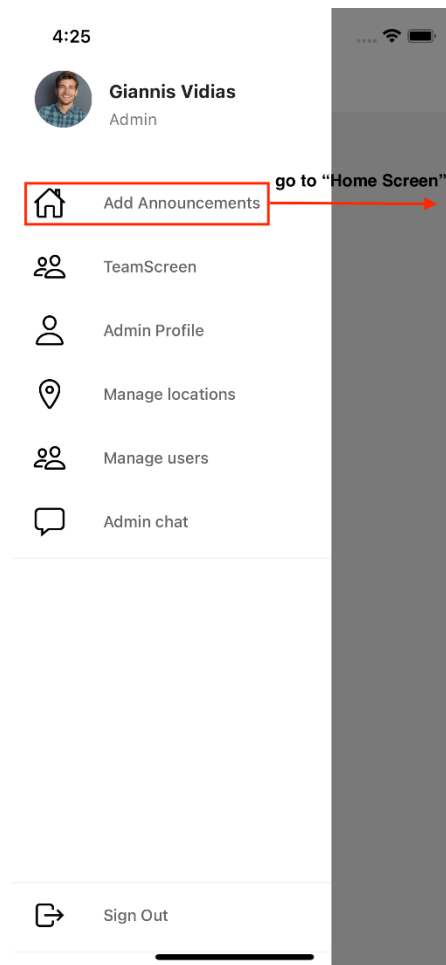 4:25
Giannis Vidias
Admin
go to “Home Screen”
Add Announcements
TeamScreen
Admin Profile
Manage locations
Manage users
Admin chat
Sign Out